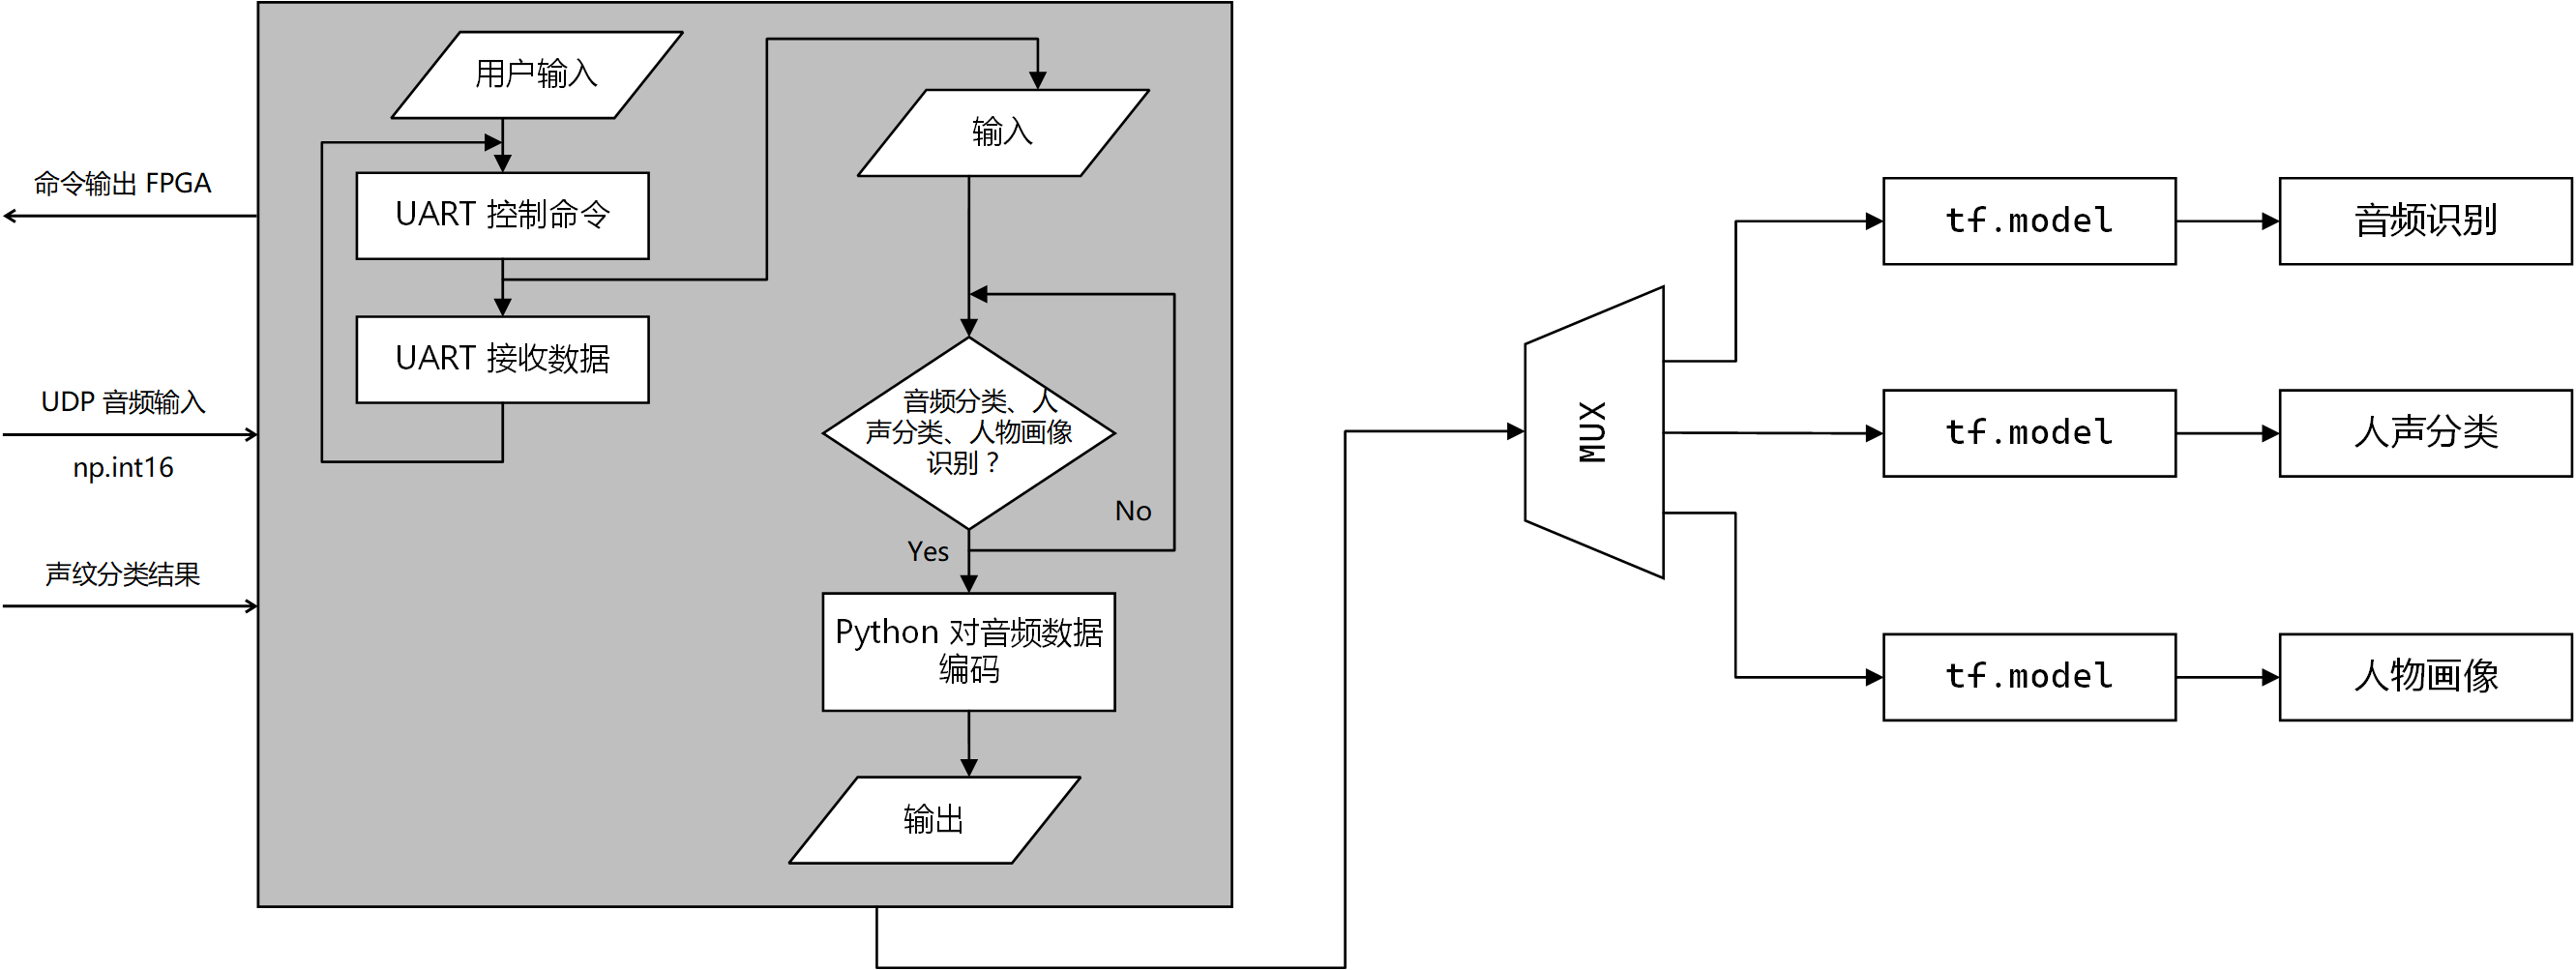 命令输出 FPGA
UDP 音频输入
np.int16
声纹分类结果
用户输入
UART 控制命令
UART 接收数据
输入
音频分类、人
声分类、人物画像
识别？
No
Yes
Python 对音频数据
编码
输出
MUX
tf.model
音频识别
tf.model
人声分类
tf.model
人物画像